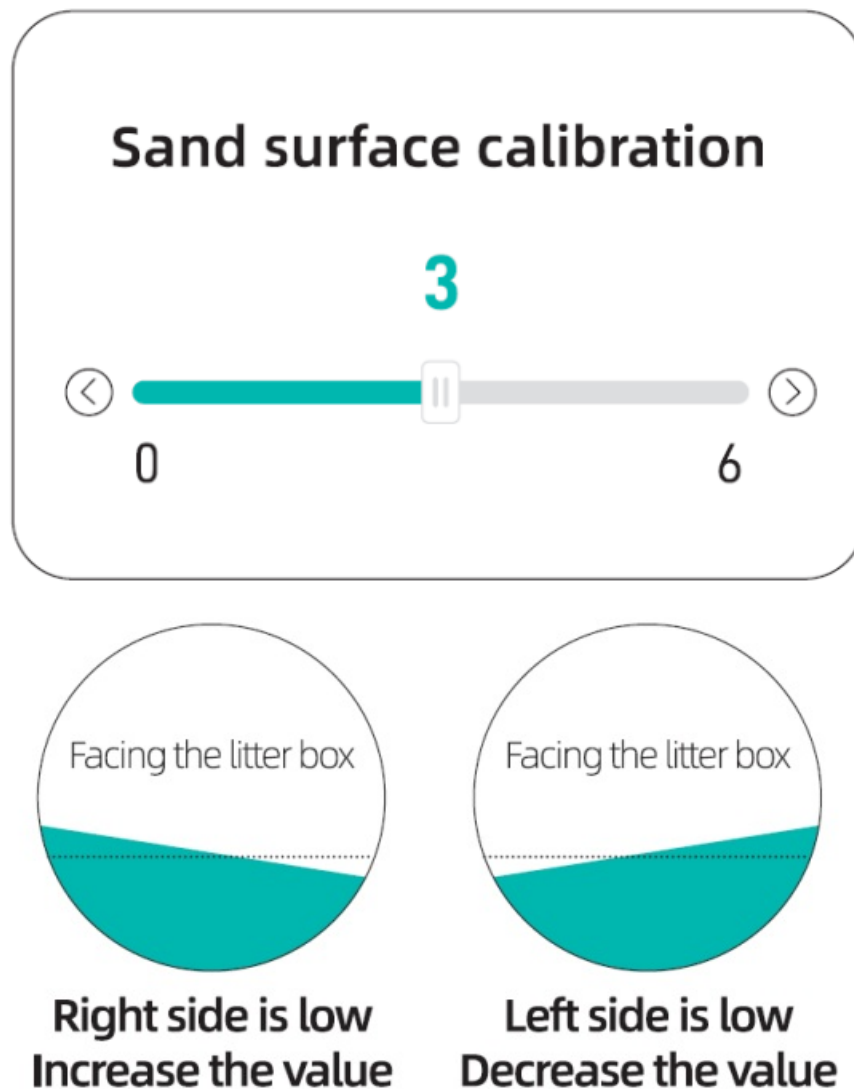 Sand surface calibration
3
0 6
Facing the litter box
Right side is low
Increase the value
Facing the litter box
Left side is low
Decrease the value